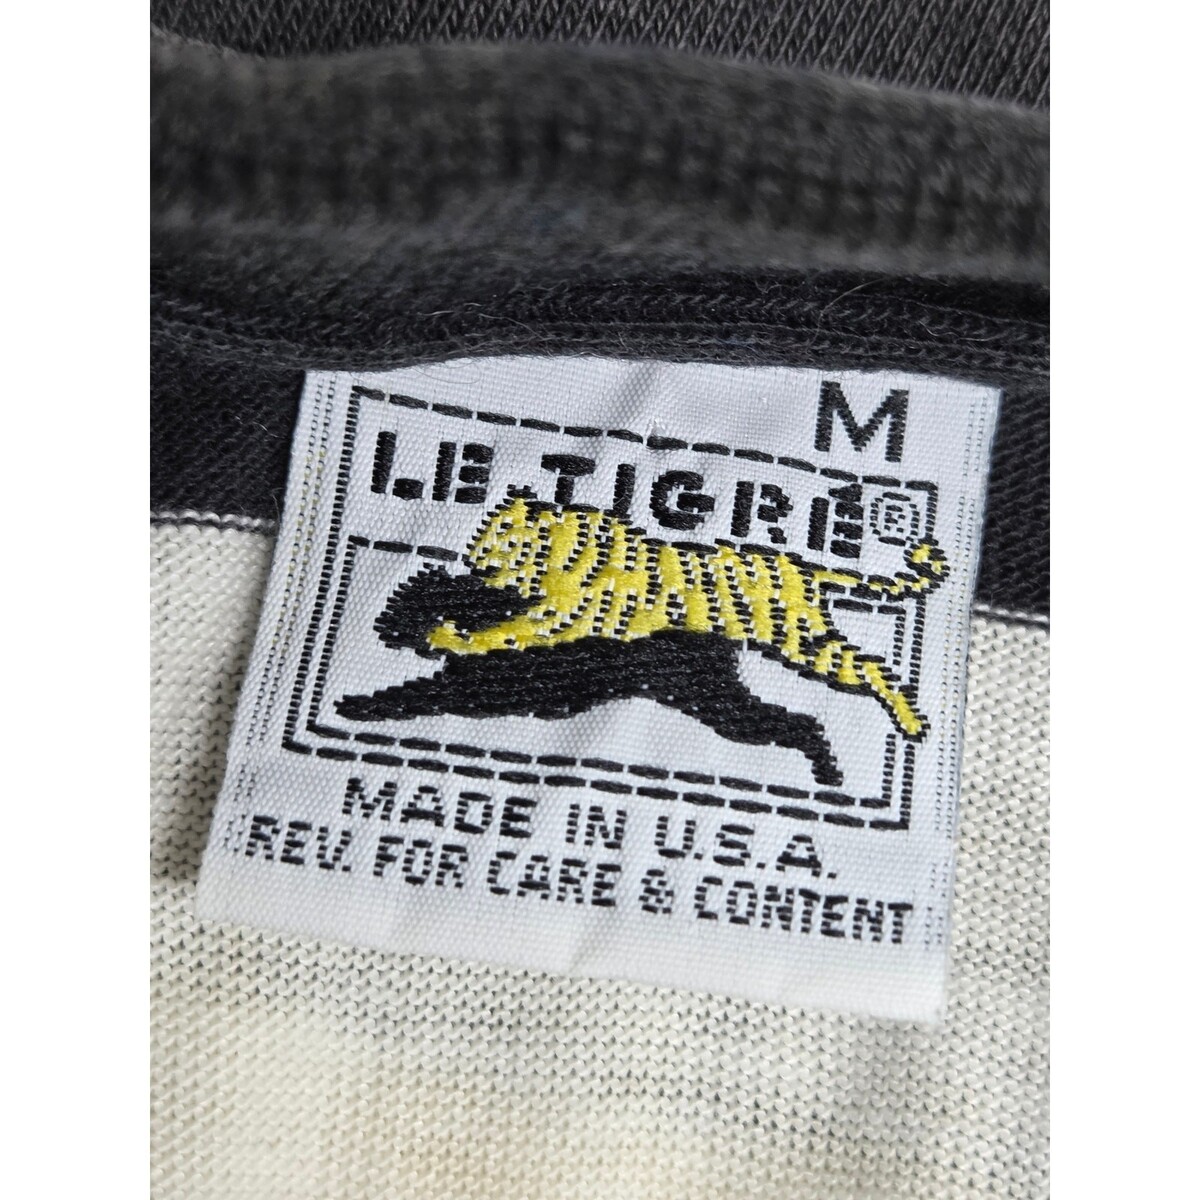 M
LE TIGRE®
MADE IN U.S.A.
REV. FOR CARE & CONTENT